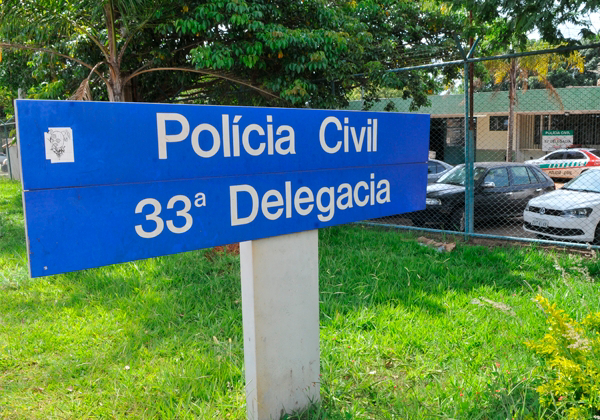 Polícia Civil
33ª Delegacia